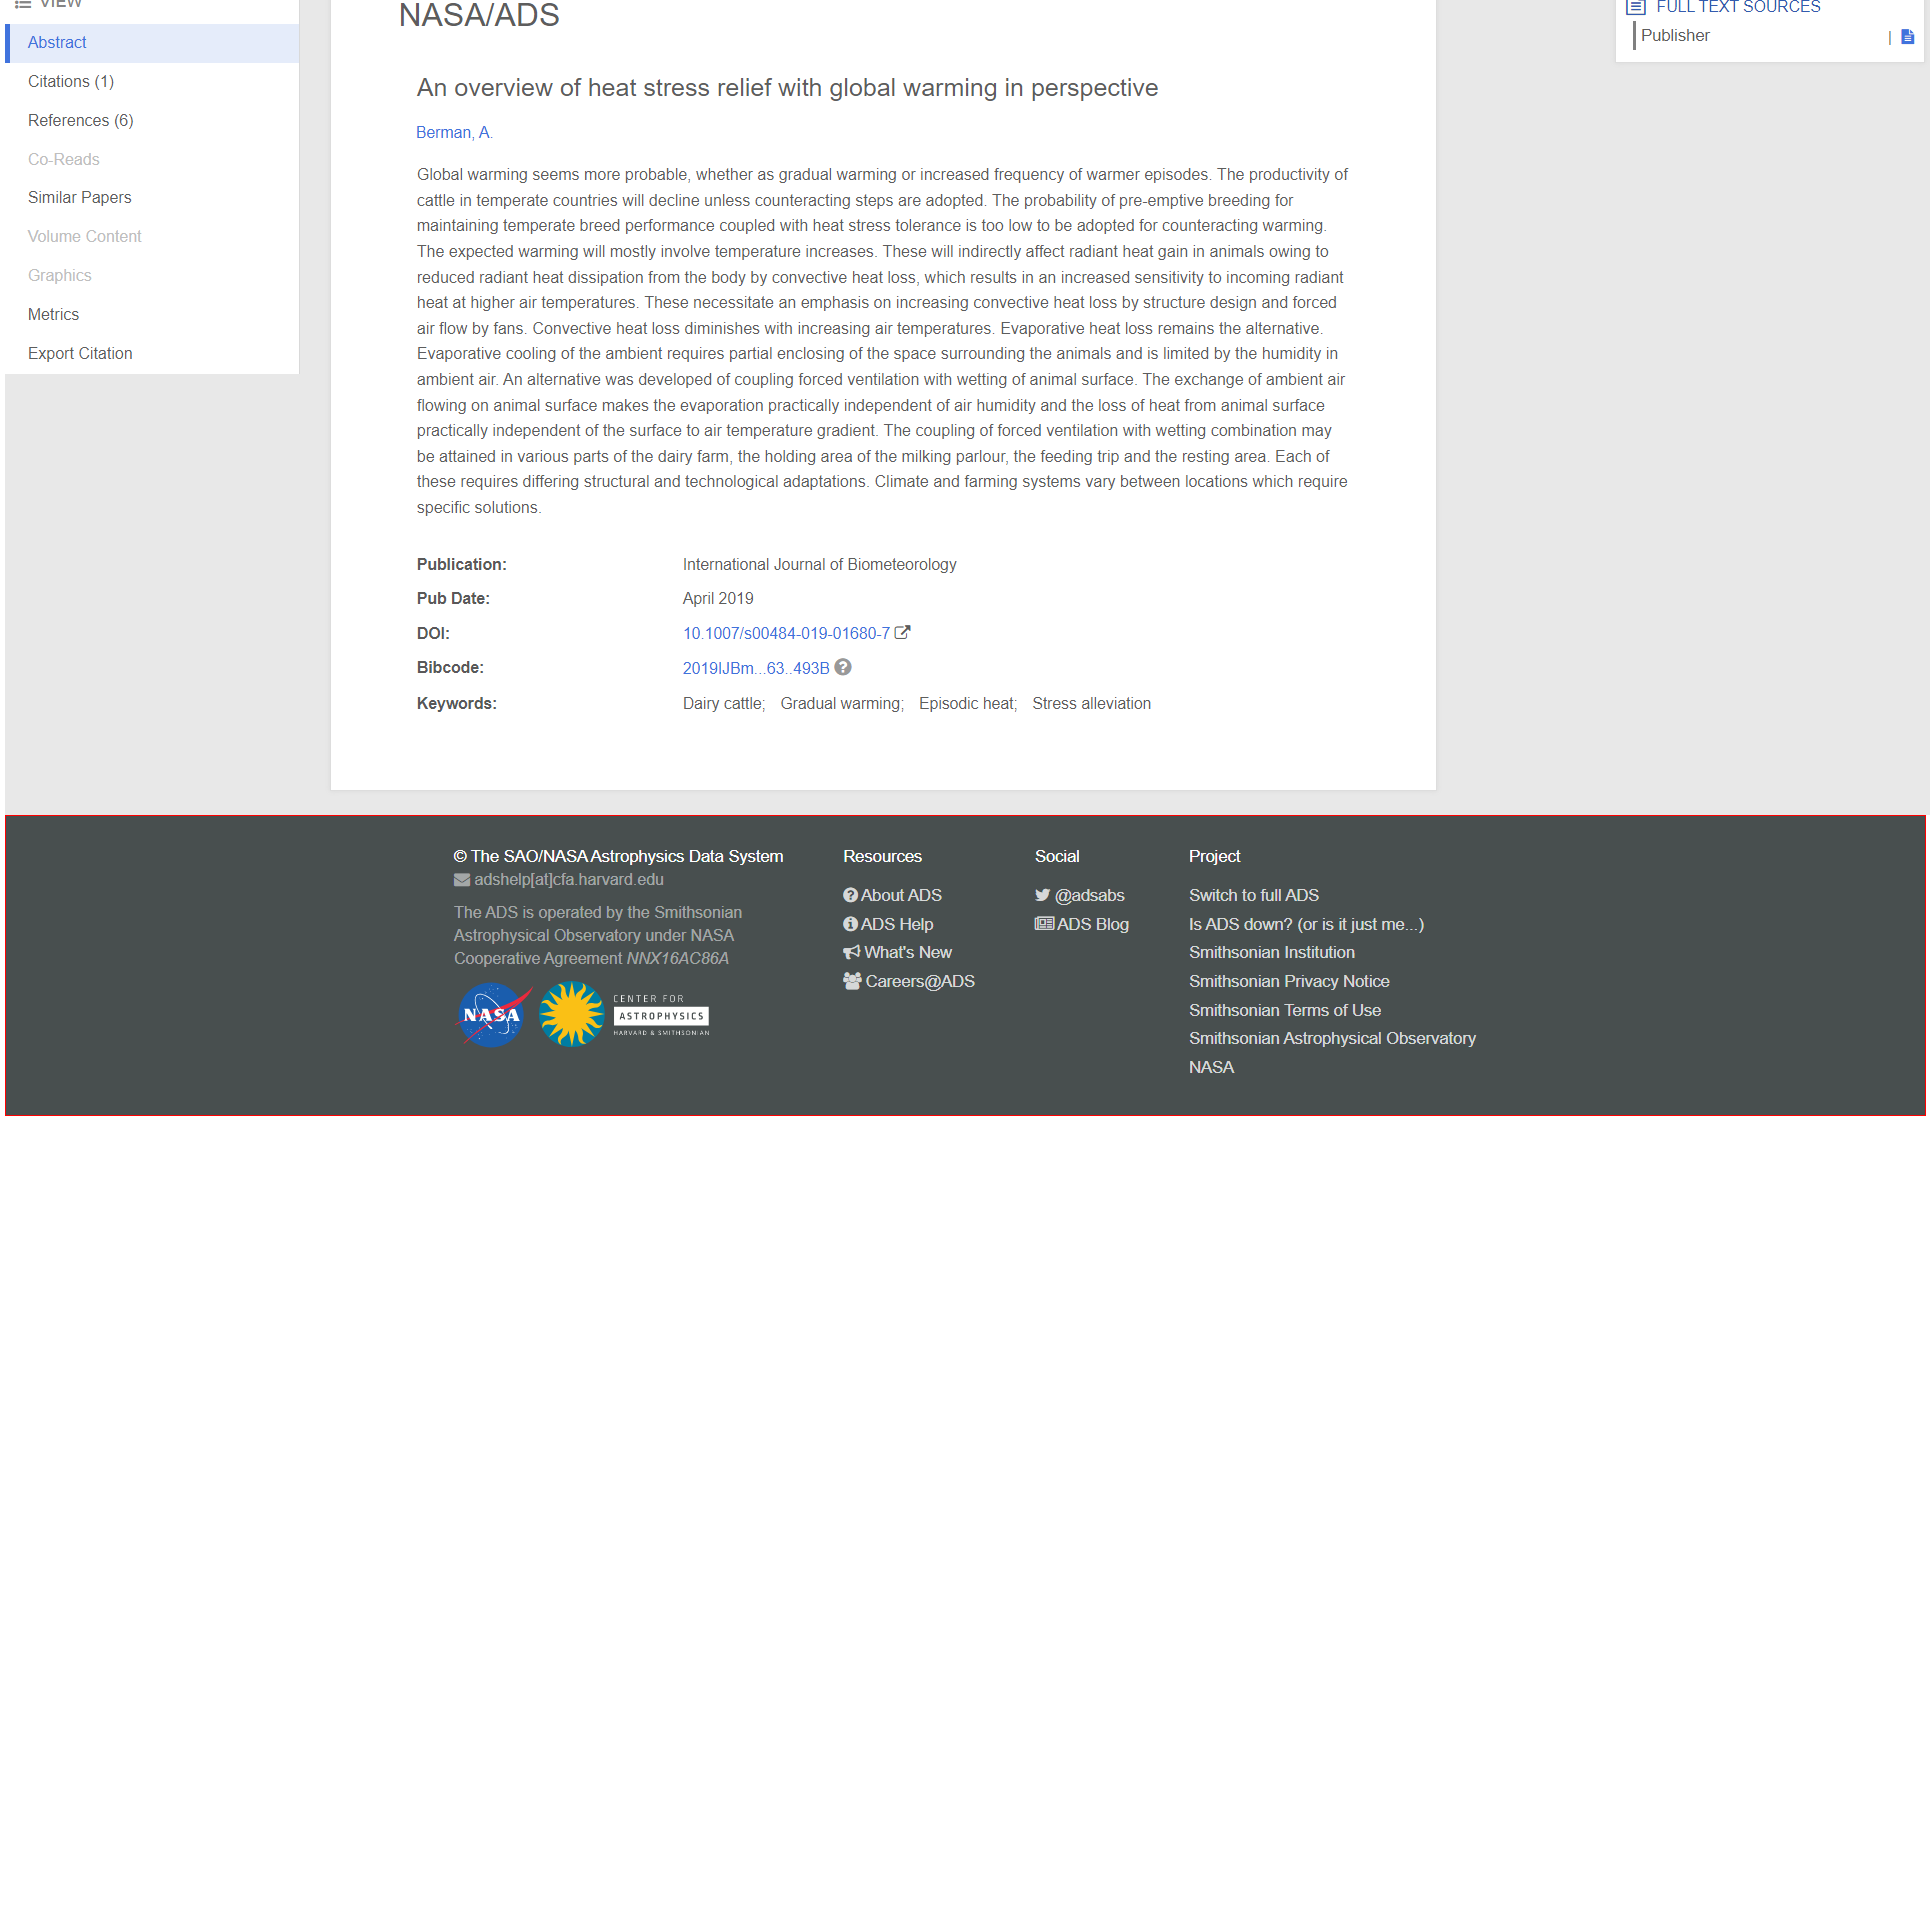 VIEW
Abstract
Citations (1)
References (6)
Co-Reads
Similar Papers
Volume Content
Graphics
Metrics
Export Citation
NASA/ADS
An overview of heat stress relief with global warming in perspective
Berman, A.
Global warming seems more probable, whether as gradual warming or increased frequency of warmer episodes. The productivity of
cattle in temperate countries will decline unless counteracting steps are adopted. The probability of pre-emptive breeding for
maintaining temperate breed performance coupled with heat stress tolerance is too low to be adopted for counteracting warming.
The expected warming will mostly involve temperature increases. These will indirectly affect radiant heat gain in animals owing to
reduced radiant heat dissipation from the body by convective heat loss, which results in an increased sensitivity to incoming radiant
heat at higher air temperatures. These necessitate an emphasis on increasing convective heat loss by structure design and forced
air flow by fans. Convective heat loss diminishes with increasing air temperatures. Evaporative heat loss remains the alternative.
Evaporative cooling of the ambient requires partial enclosing of the space surrounding the animals and is limited by the humidity in
ambient air. An alternative was developed of coupling forced ventilation with wetting of animal surface. The exchange of ambient air
flowing on animal surface makes the evaporation practically independent of air humidity and the loss of heat from animal surface
practically independent of the surface to air temperature gradient. The coupling of forced ventilation with wetting combination may
be attained in various parts of the dairy farm, the holding area of the milking parlour, the feeding trip and the resting area. Each of
these requires differing structural and technological adaptations. Climate and farming systems vary between locations which require
specific solutions.
Publication: International Journal of Biometeorology
Pub Date: April 2019
DOI: 10.1007/s00484-019-01680-7
Bibcode: 2019IJBm...63..493B
Keywords: Dairy cattle; Gradual warming; Episodic heat; Stress alleviation
FULL TEXT SOURCES
Publisher |
© The SAO/NASA Astrophysics Data System
adshelp[at]cfa.harvard.edu
The ADS is operated by the Smithsonian
Astrophysical Observatory under NASA
Cooperative Agreement NNX16AC86A
NASA
CENTER FOR
ASTROPHYSICS
HARVARD & SMITHSONIAN
Resources
About ADS
ADS Help
What's New
Careers@ADS
Social
@adsabs
ADS Blog
Project
Switch to full ADS
Is ADS down? (or is it just me...)
Smithsonian Institution
Smithsonian Privacy Notice
Smithsonian Terms of Use
Smithsonian Astrophysical Observatory
NASA